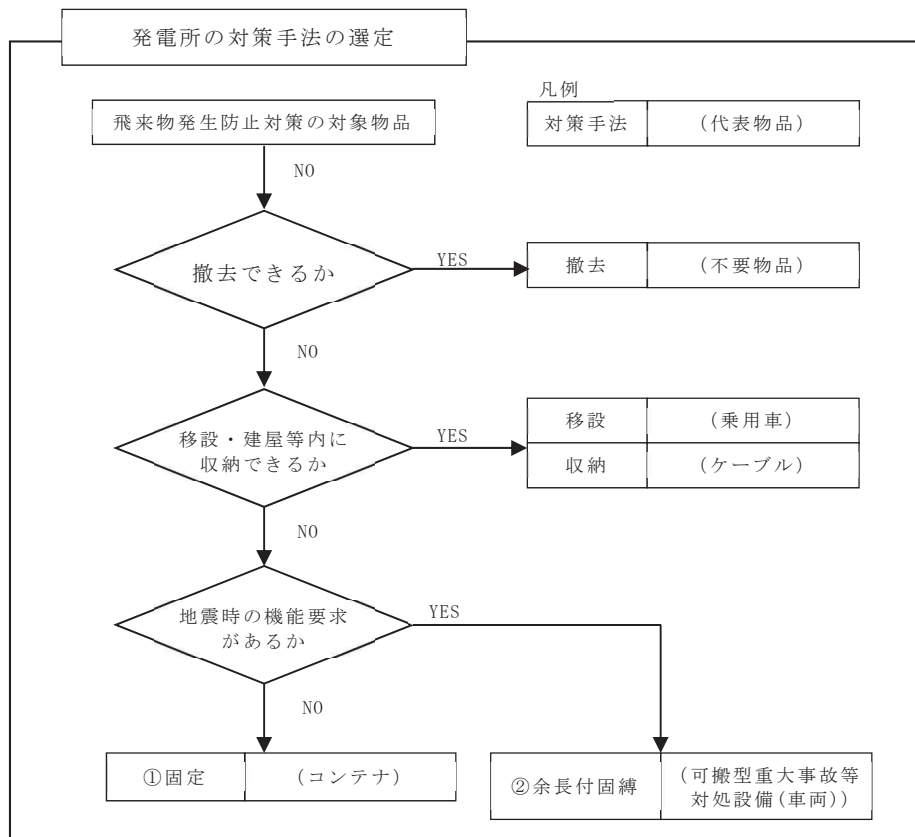 発電所の対策手法の選定
凡例
飛来物発生防止対策の対象物品
対策手法 (代表物品)
NO
撤去できるか
YES
撤去 (不要物品)
NO
移設・建屋等内に
収納できるか
YES
移設 (乗用車)
収納 (ケーブル)
NO
地震時の機能要求
があるか
YES
NO
①固定 (コンテナ)
②余長付固縛 (可搬型重大事故等
対処設備(車両))